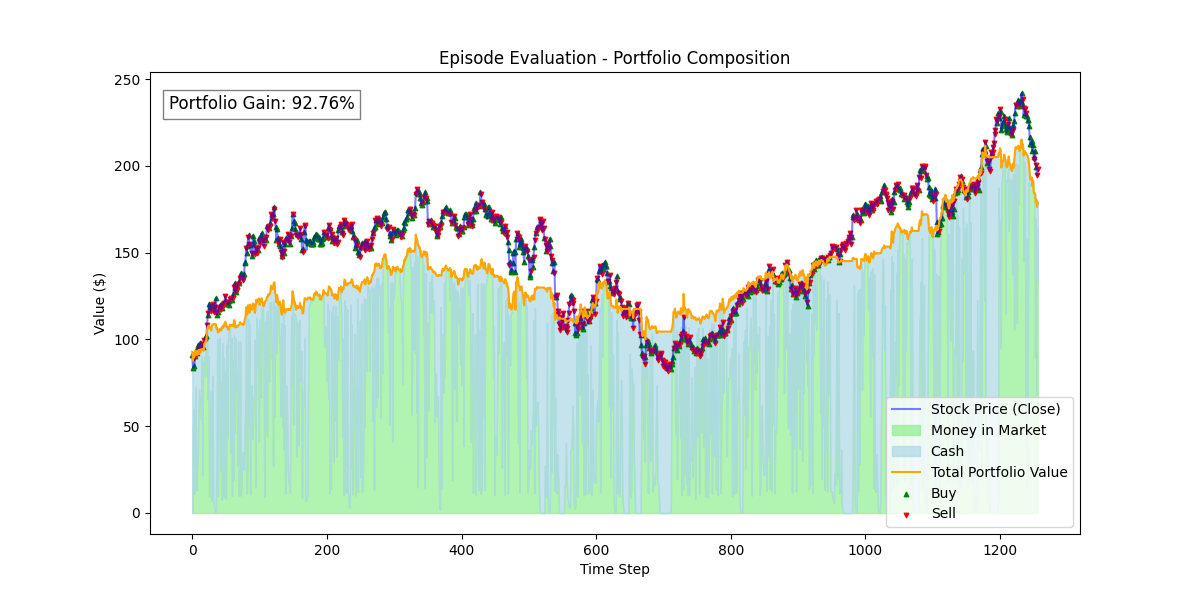 Episode Evaluation - Portfolio Composition
Portfolio Gain: 92.76%
Value ($)
250
200
150
100
50
0
0 200 400 600 800 1000 1200
Time Step
Stock Price (Close)
Money in Market
Cash
Total Portfolio Value
Buy
Sell